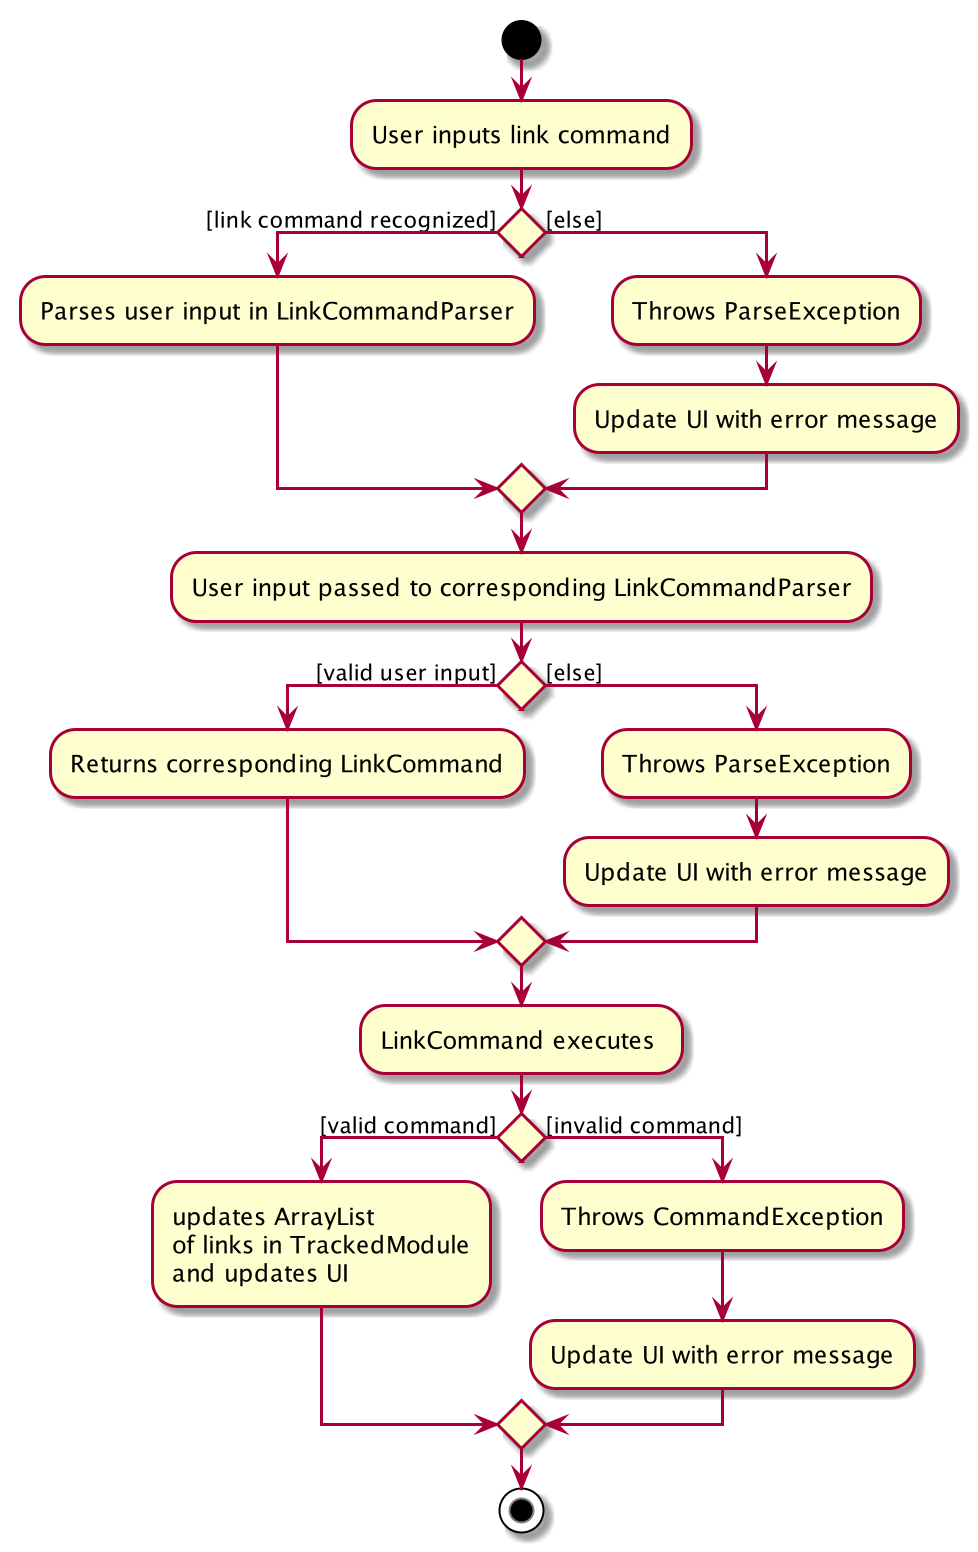 User inputs link command
[link command recognized]
[else]
Parses user input in LinkCommandParser
Throws ParseException
Update UI with error message
User input passed to corresponding LinkCommandParser
[valid user input]
[else]
Returns corresponding LinkCommand
Throws ParseException
Update UI with error message
LinkCommand executes
[valid command]
[invalid command]
updates ArrayList
of links in TrackedModule
and updates UI
Throws CommandException
Update UI with error message